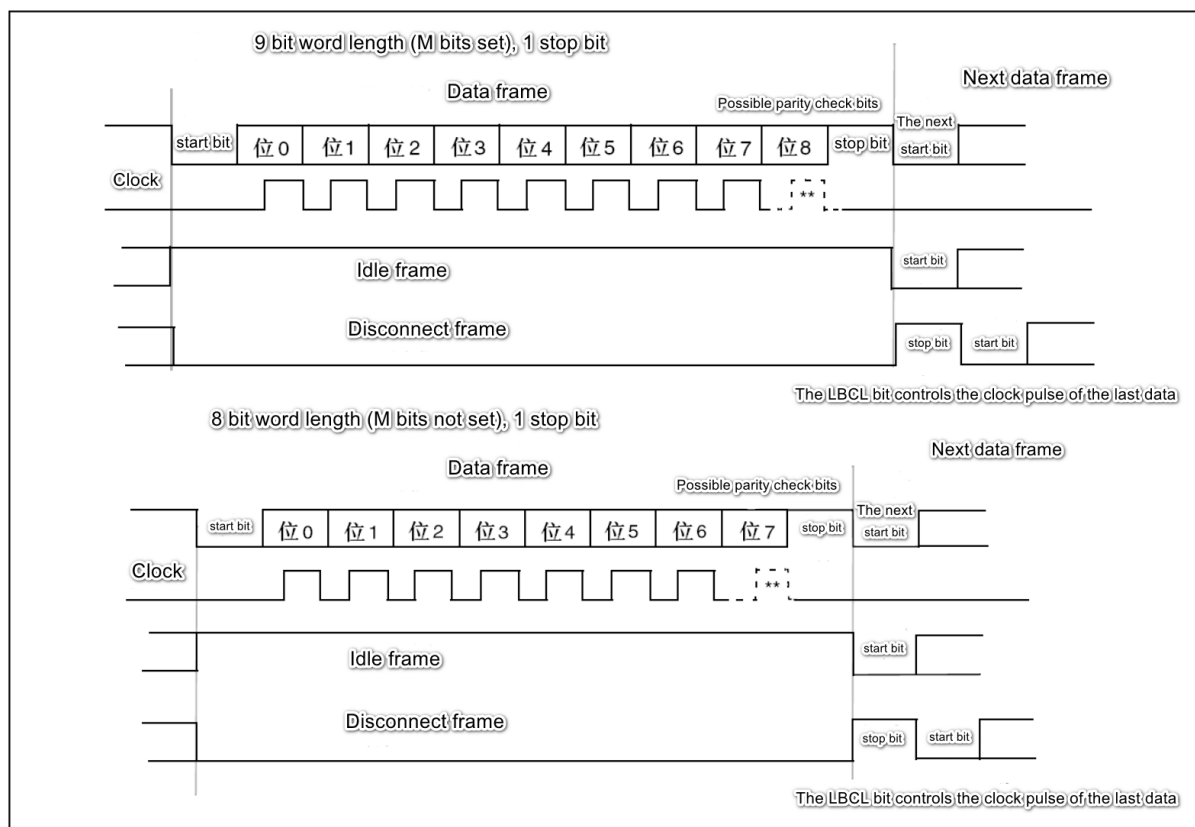 9 bit word length (M bits set), 1 stop bit
Next data frame
Data frame
Possible parity check bits
start bit 位0 位1 位2 位3 位4 位5 位6 位7 位8 stop bit The next start bit
Clock
**
Idle frame
start bit
Disconnect frame
stop bit start bit
The LBCL bit controls the clock pulse of the last data
8 bit word length (M bits not set), 1 stop bit
Next data frame
Data frame
Possible parity check bits
start bit 位0 位1 位2 位3 位4 位5 位6 位7 stop bit The next start bit
Clock
**
Idle frame
start bit
Disconnect frame
stop bit start bit
The LBCL bit controls the clock pulse of the last data